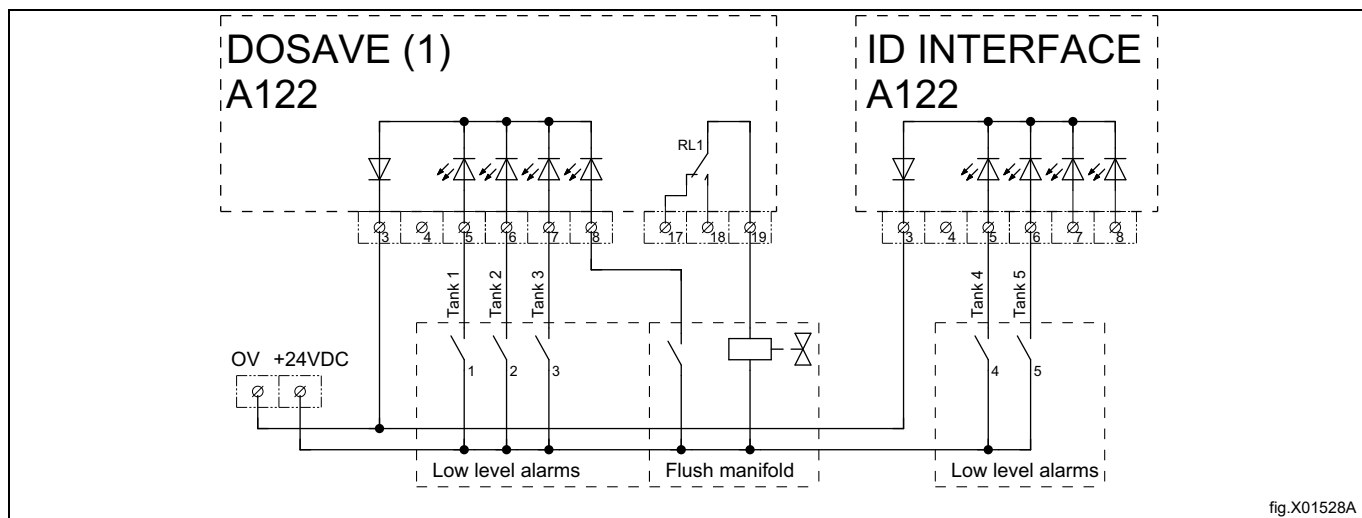 DOSAVE (1)
A122
ID INTERFACE
A122
RL1
3 4 5 6 7 8 17 18 19
3 4 5 6 7 8
Tank 1
Tank 2
Tank 3
Tank 4
Tank 5
OV +24VDC
1 2 3
4 5
Low level alarms
Flush manifold
Low level alarms
fig.X01528A